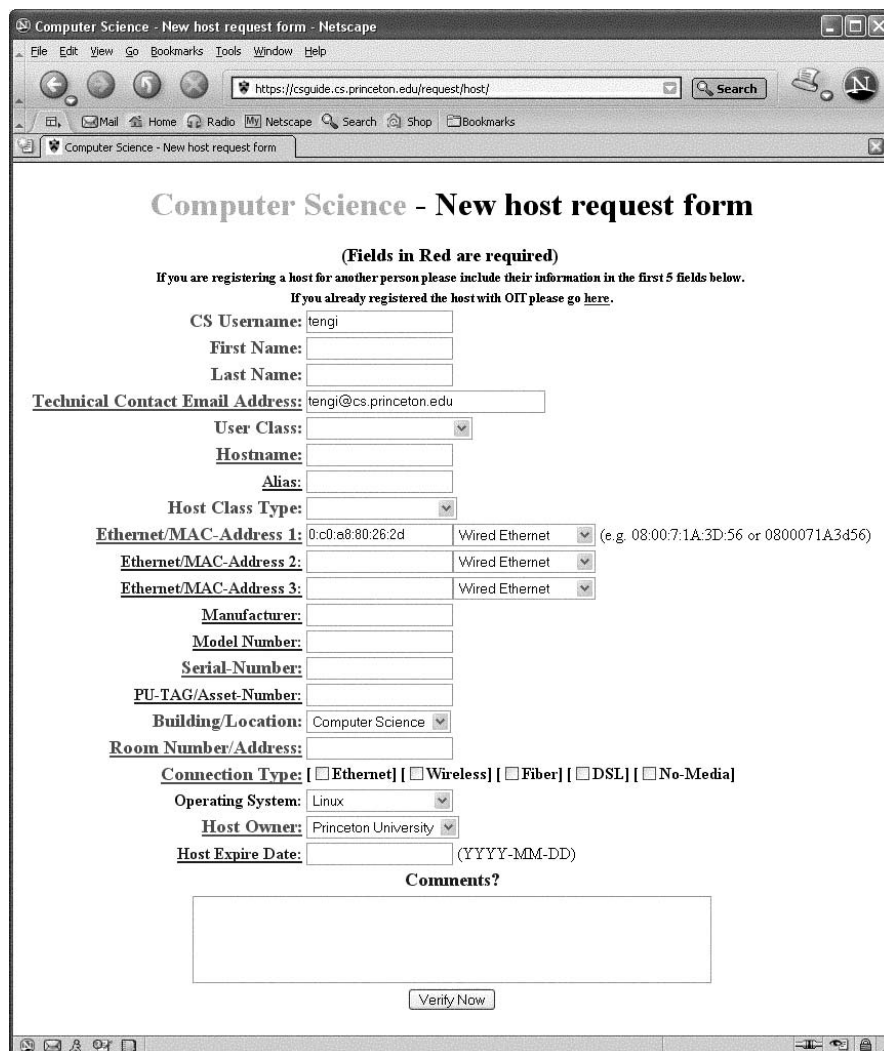 Computer Science - New host request form - Netscape
File Edit View Go Bookmarks Tools Window Help
https://csguide.cs.princeton.edu/request/host/ Search N
Mail Home Radio My Netscape Search Shop Bookmarks
Computer Science - New host request form
Computer Science - New host request form
(Fields in Red are required)
If you are registering a host for another person please include their information in the first 5 fields below.
If you already registered the host with OIT please go here.
CS Username: tengi
First Name:
Last Name:
Technical Contact Email Address: tengi@cs.princeton.edu
User Class:
Hostname:
Alias:
Host Class Type:
Ethernet/MAC-Address 1: 0:c0:a8:80:26:2d Wired Ethernet (e.g. 08:00:7:1A:3D:56 or 0800071A3d56)
Ethernet/MAC-Address 2: Wired Ethernet
Ethernet/MAC-Address 3: Wired Ethernet
Manufacturer:
Model Number:
Serial-Number:
PU-TAG/Asset-Number:
Building/Location: Computer Science
Room Number/Address:
Connection Type: [ Ethernet] [ Wireless] [ Fiber] [ DSL] [ No-Media]
Operating System: Linux
Host Owner: Princeton University
Host Expire Date: (YYYY-MM-DD)
Comments?
Verify Now